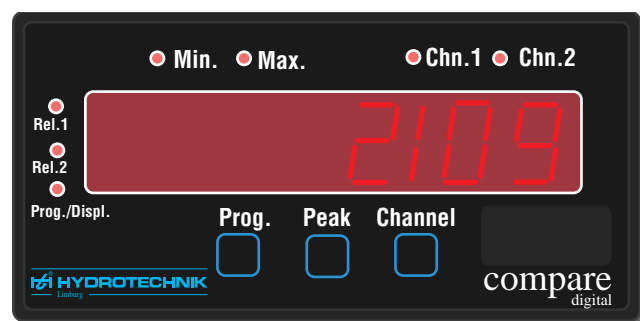 Min. Max. Chn.1 Chn.2
Rel.1
2109
Rel.2
Prog./Displ.
Prog. Peak Channel
HYDROTECHNIK
Limburg
compare
digital